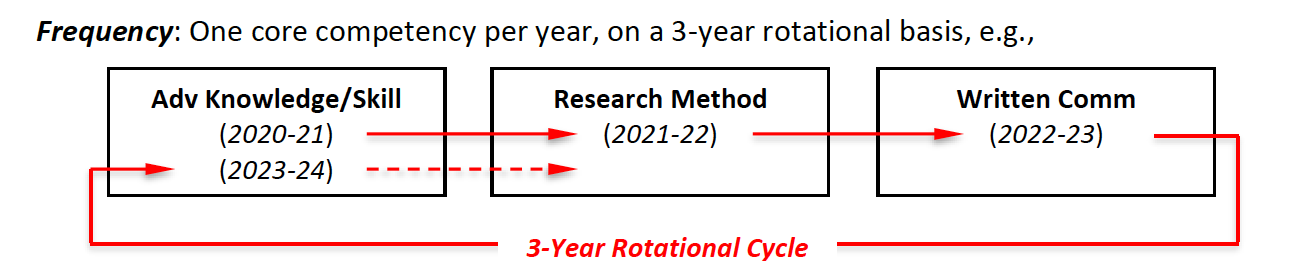 Frequency: One core competency per year, on a 3-year rotational basis, e.g.,
Adv Knowledge/Skill
(2020-21)
(2023-24)
Research Method
(2021-22)
Written Comm
(2022-23)
3-Year Rotational Cycle